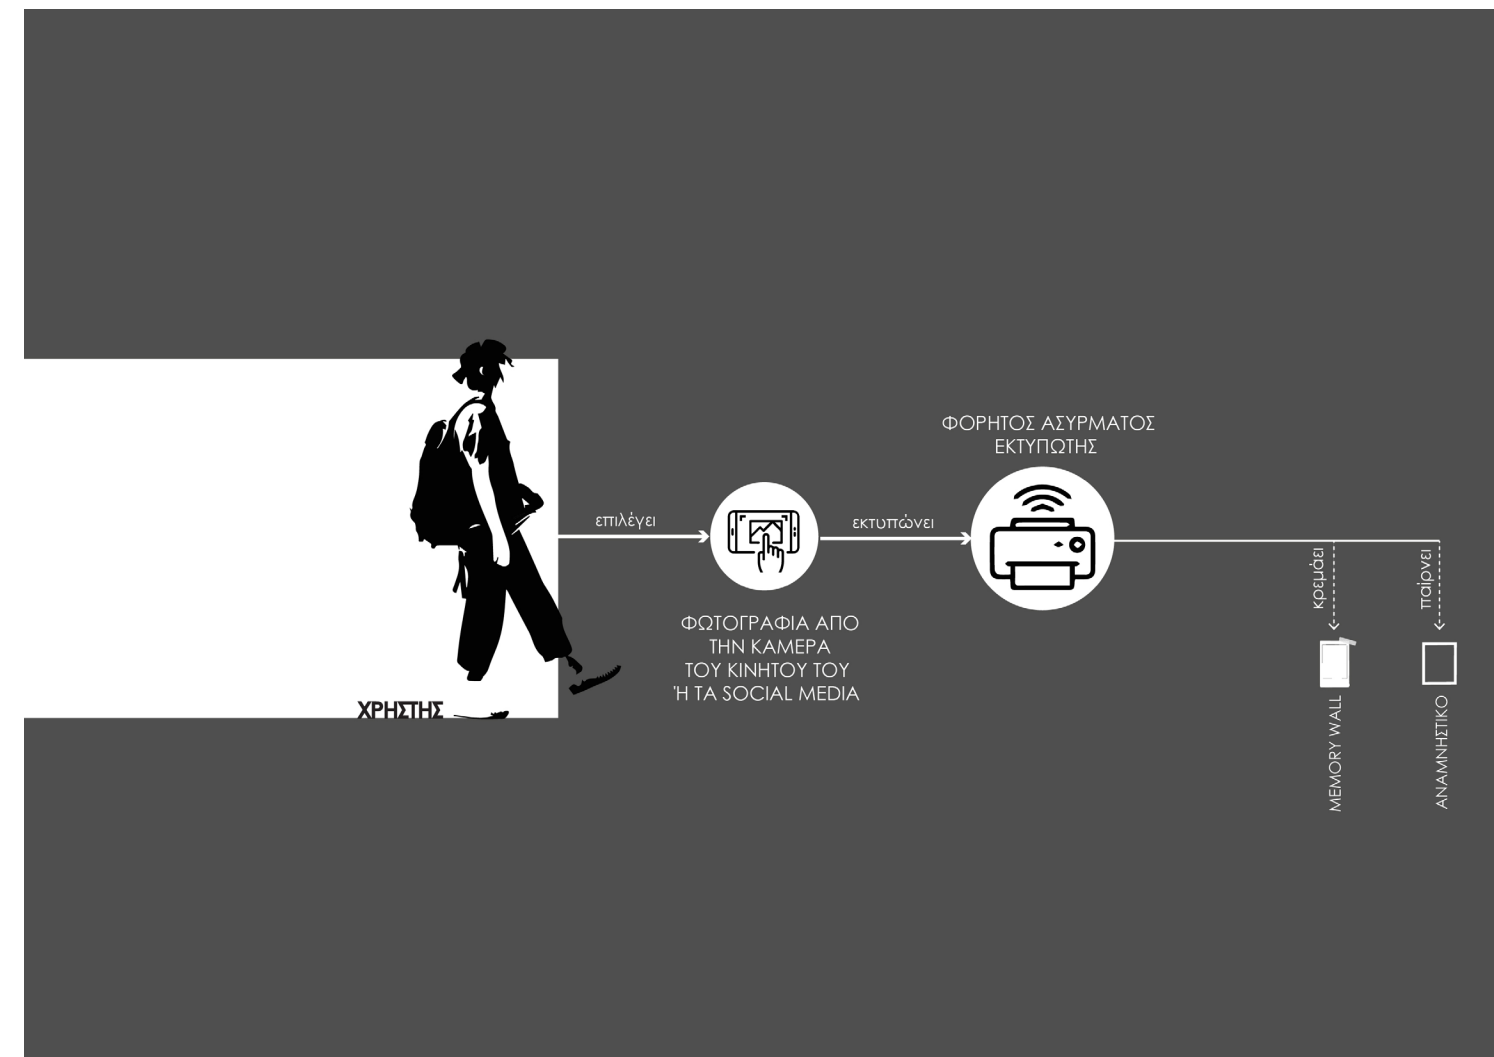 ΧΡΗΣΤΗΣ
επιλέγει
ΦΩΤΟΓΡΑΦΙΑ ΑΠΟ
ΤΗΝ ΚΑΜΕΡΑ
ΤΟΥ ΚΙΝΗΤΟΥ ΤΟΥ
Ή ΤΑ SOCIAL MEDIA
εκτυπώνει
ΦΟΡΗΤΟΣ ΑΣΥΡΜΑΤΟΣ
ΕΚΤΥΠΩΤΗΣ
κρεμάει
MEMORY WALL
παίρνει
ΑΝΑΜΝΗΣΤΙΚΟ